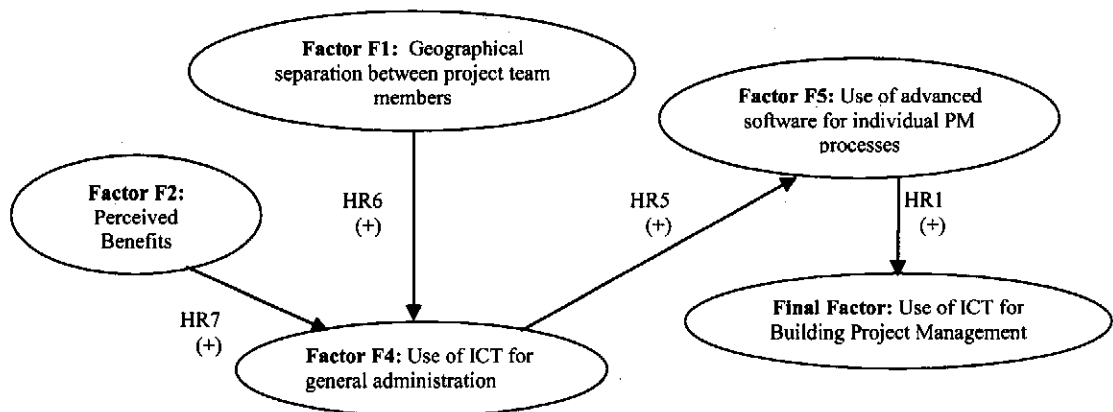 Factor F1: Geographical
separation between project team
members
Factor F5: Use of advanced
software for individual PM
processes
Factor F2:
Perceived
Benefits
HR6
(+)
HR5
(+)
HR1
(+)
HR7
(+)
Factor F4: Use of ICT for
general administration
Final Factor: Use of ICT for
Building Project Management